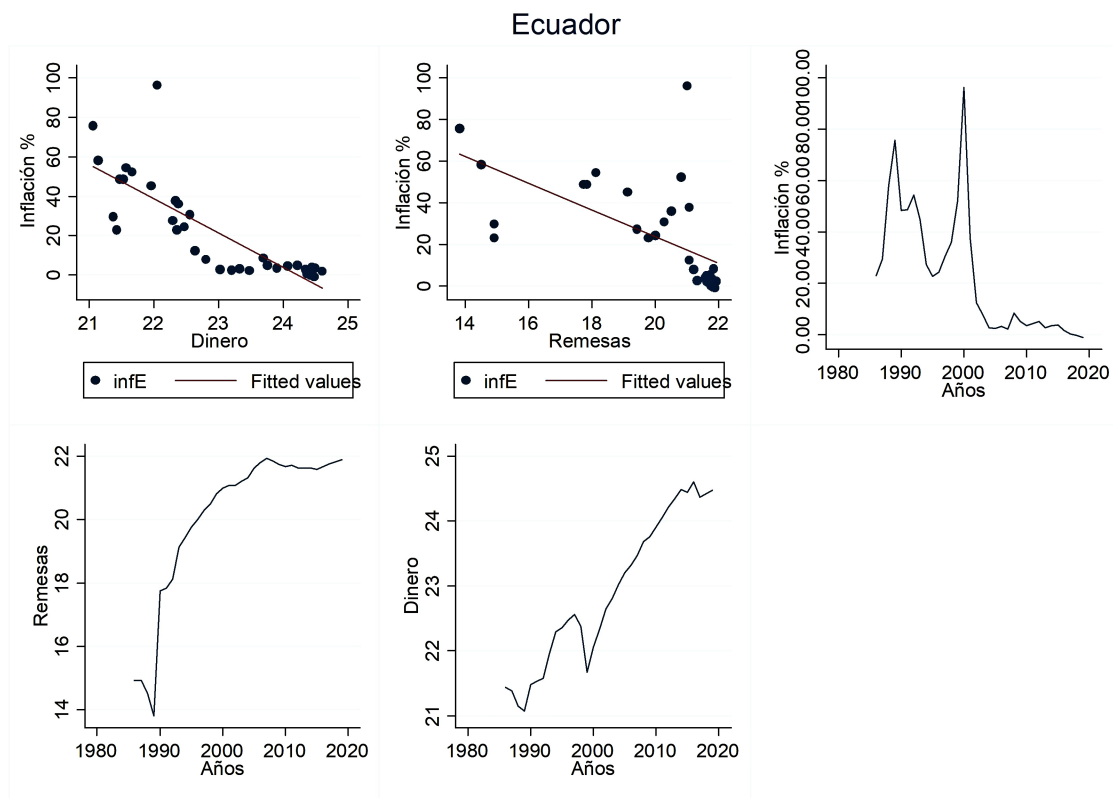 Ecuador
Inflación %
100
80
60
40
20
0
21 22 23 24 25
Dinero
infE Fitted values
Inflación %
100
80
60
40
20
0
14 16 18 20 22
Remesas
infE Fitted values
Inflación %
100.00
80.00
60.00
40.00
20.00
0.00
1980 1990 2000 2010 2020
Años
Remesas
22
20
18
16
14
1980 1990 2000 2010 2020
Años
Dinero
25
24
23
22
21
1980 1990 2000 2010 2020
Años